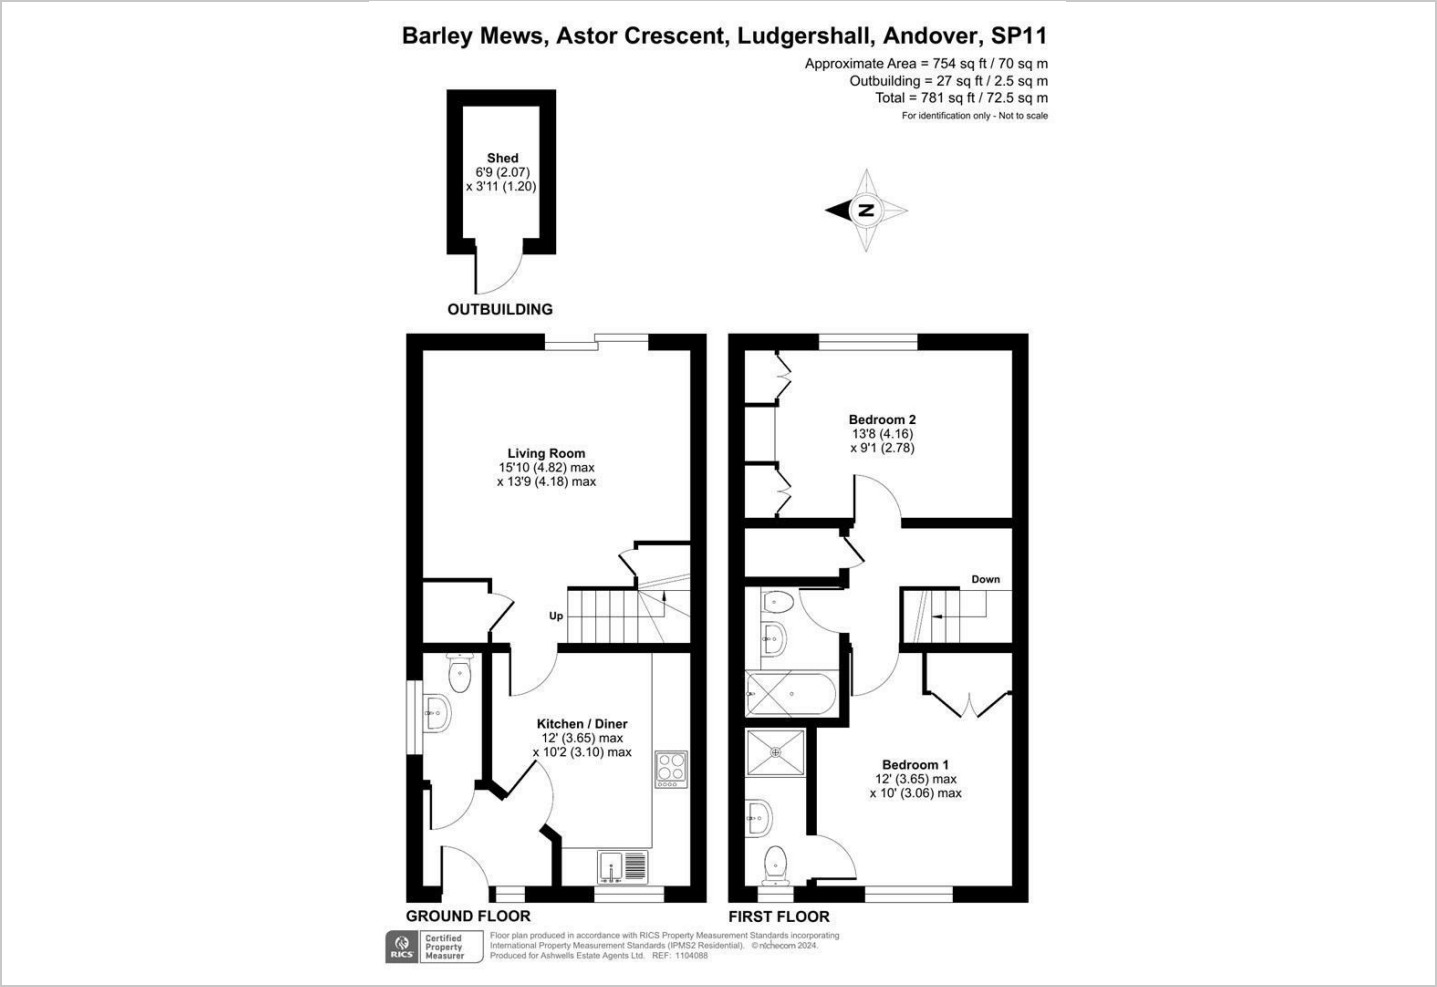 Barley Mews, Astor Crescent, Ludgershall, Andover, SP11
Approximate Area = 754 sq ft / 70 sq m
Outbuilding = 27 sq ft / 2.5 sq m
Total = 781 sq ft / 72.5 sq m
For identification only - Not to scale
Shed
6'9 (2.07)
x 3'11 (1.20)
N
OUTBUILDING
Living Room
15'10 (4.82) max
x 13'9 (4.18) max
Up
Kitchen / Diner
12' (3.65) max
x 10'2 (3.10) max
GROUND FLOOR
Bedroom 2
13'8 (4.16)
x 9'1 (2.78)
Down
Bedroom 1
12' (3.65) max
x 10' (3.06) max
FIRST FLOOR
RICS
Certified
Property
Measurer
Floor plan produced in accordance with RICS Property Measurement Standards incorporating
International Property Measurement Standards (IPMS2 Residential). © nichecom 2024.
Produced for Ashwells Estate Agents Ltd. REF: 1104088